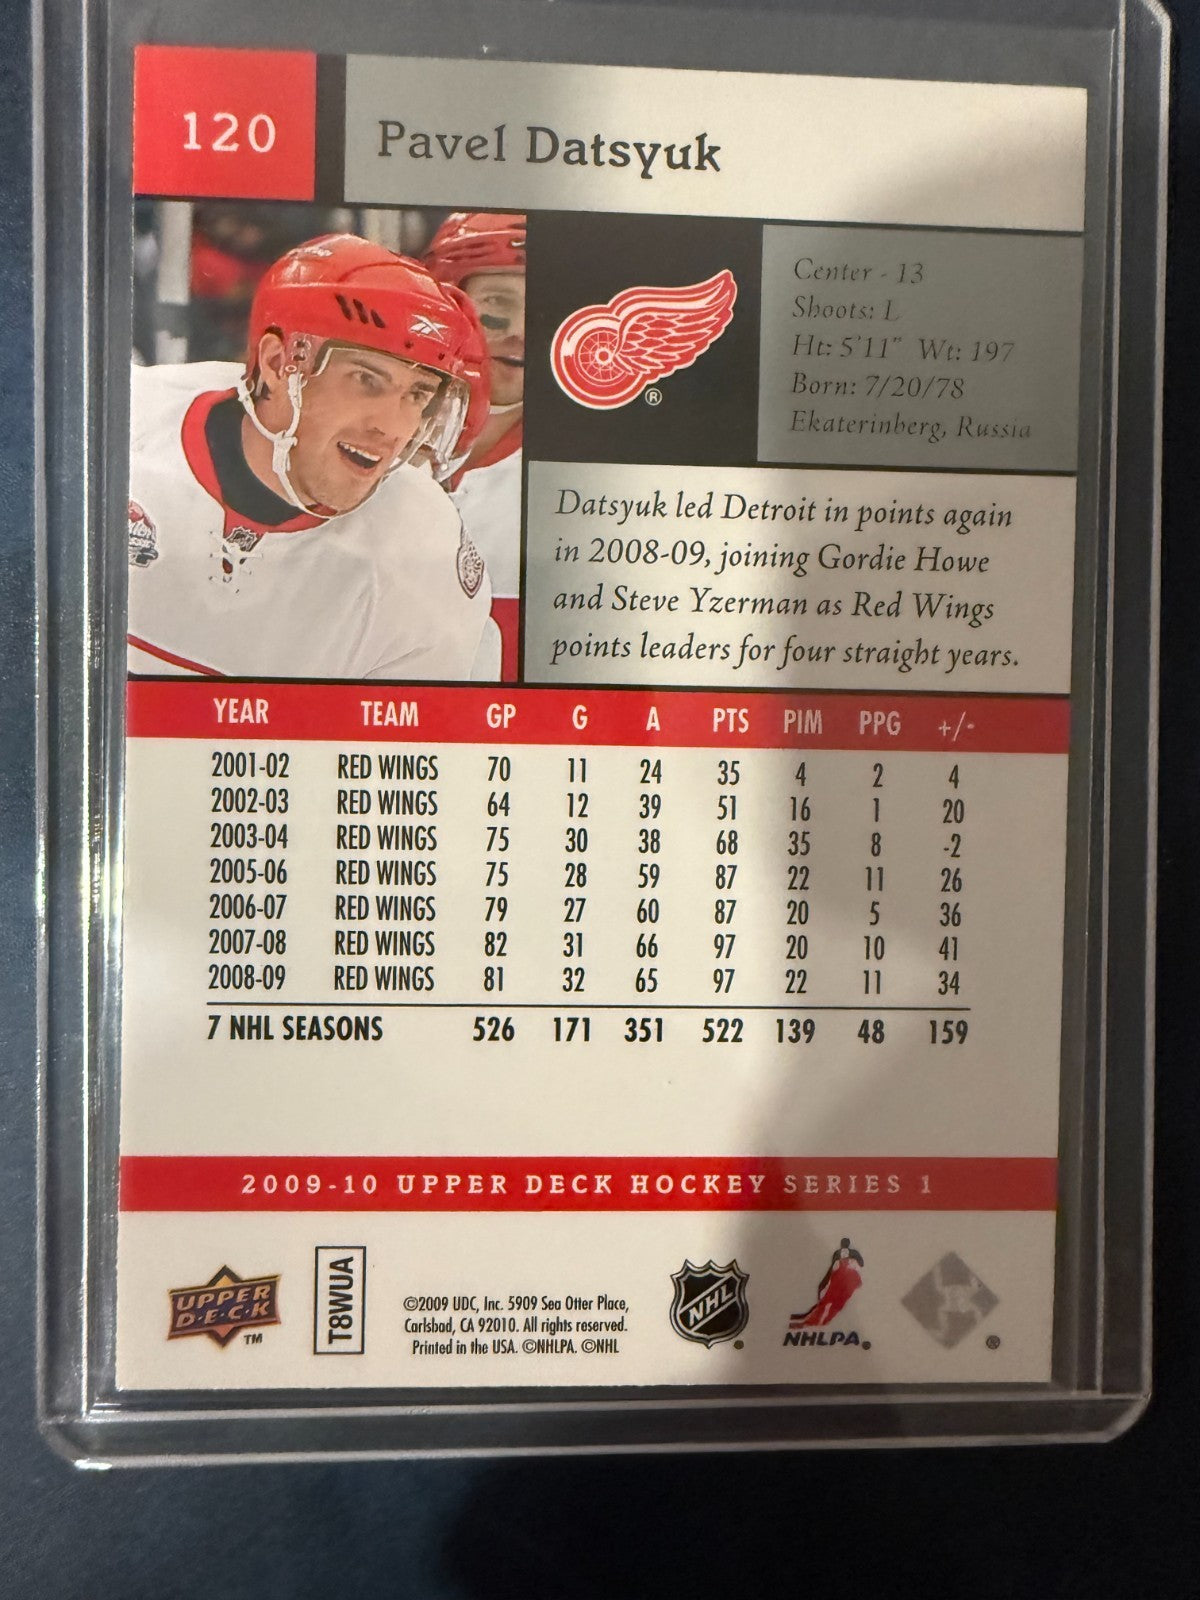 120
Pavel Datsyuk
Center - 13
Shoots: L
Ht: 5'11" Wt: 197
Born: 7/20/78
Ekaterinberg, Russia
®
Datsyuk led Detroit in points again
in 2008-09, joining Gordie Howe
and Steve Yzerman as Red Wings
points leaders for four straight years.
YEAR TEAM GP G A PTS PIM PPG +/-
2001-02 RED WINGS 70 11 24 35 4 2 4
2002-03 RED WINGS 64 12 39 51 16 1 20
2003-04 RED WINGS 75 30 38 68 35 8 -2
2005-06 RED WINGS 75 28 59 87 22 11 26
2006-07 RED WINGS 79 27 60 87 20 5 36
2007-08 RED WINGS 82 31 66 97 20 10 41
2008-09 RED WINGS 81 32 65 97 22 11 34
7 NHL SEASONS 526 171 351 522 139 48 159
2009-10 UPPER DECK HOCKEY SERIES 1
UPPER
D·E·C·K
TM
T8WUA
©2009 UDC, Inc. 5909 Sea Otter Place,
Carlsbad, CA 92010. All rights reserved.
Printed in the USA. ©NHLPA. ©NHL
NHL
NHLPA®
®